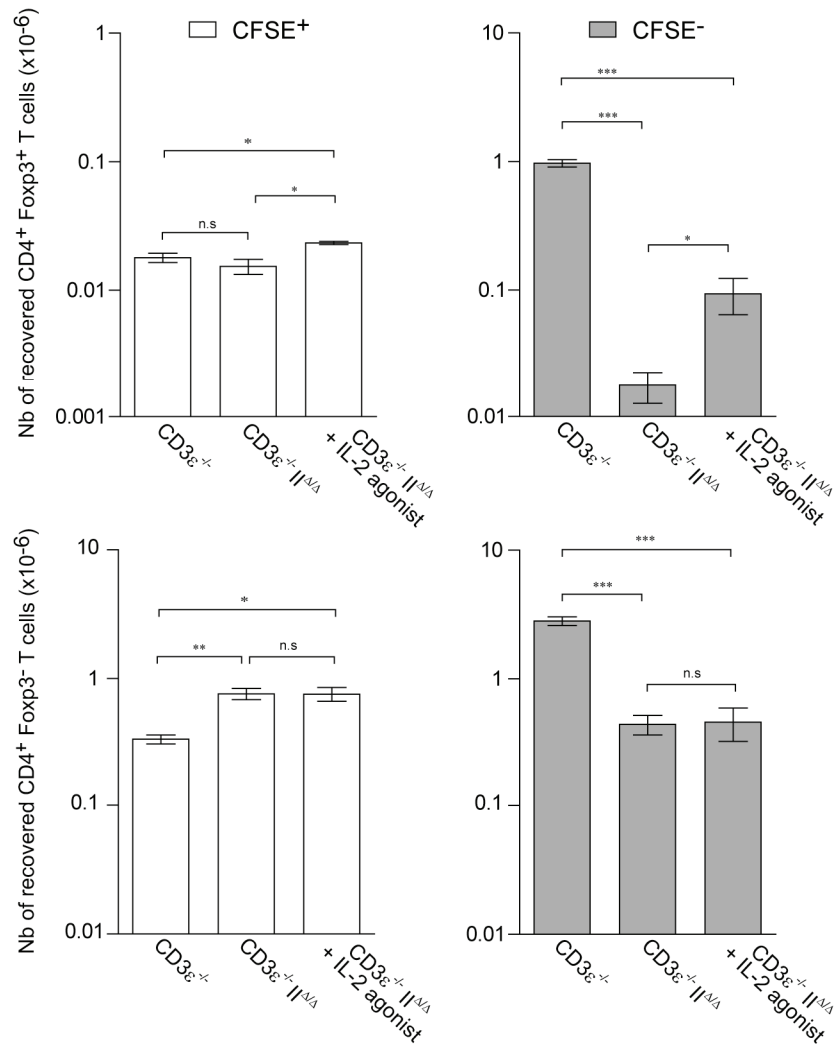 CFSE+
CFSE-
Nb of recovered CD4+ Foxp3+ T cells (x10-6)
1
0.1
0.01
0.001
*
*
n.s
CD3ε-/-
CD3ε-/- IIΔ/Δ
CD3ε-/- IIΔ/Δ
+ IL-2 agonist
10
1
0.1
0.01
***
***
*
CD3ε-/-
CD3ε-/- IIΔ/Δ
CD3ε-/- IIΔ/Δ
+ IL-2 agonist
Nb of recovered CD4+ Foxp3- T cells (x10-6)
10
1
0.1
0.01
*
**
n.s
CD3ε-/-
CD3ε-/- IIΔ/Δ
CD3ε-/- IIΔ/Δ
+ IL-2 agonist
10
1
0.1
0.01
***
***
n.s
CD3ε-/-
CD3ε-/- IIΔ/Δ
CD3ε-/- IIΔ/Δ
+ IL-2 agonist